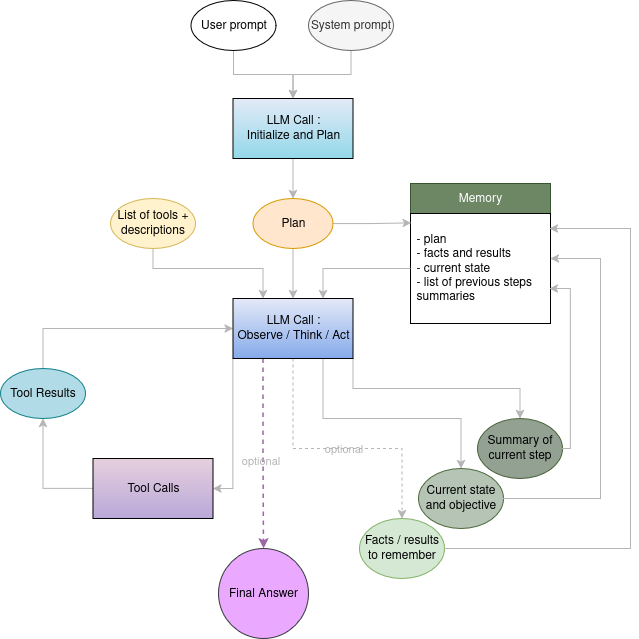 User prompt
System prompt
LLM Call :
Initialize and Plan
List of tools +
descriptions
Plan
Memory
- plan
- facts and results
- current state
- list of previous steps
summaries
LLM Call :
Observe / Think / Act
Tool Results
Summary of
current step
optional
optional
Tool Calls
Current state
and objective
Facts / results
to remember
Final Answer